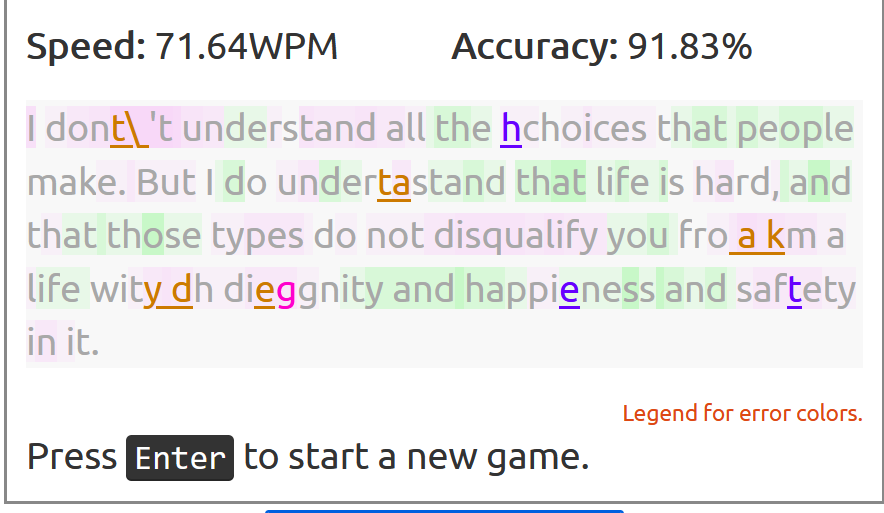 Speed: 71.64WPM Accuracy: 91.83%
I dont\ 't understand all the hchoices that people
make. But I do undertastand that life is hard, and
that those types do not disqualify you fro a km a
life wity dh dieggnity and happieness and saftety
in it.
Legend for error colors.
Press Enter to start a new game.